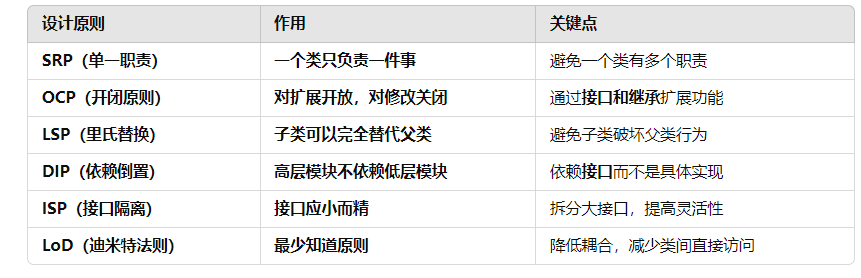 设计原则 作用 关键点
SRP（单一职责） 一个类只负责一件事 避免一个类有多个职责
OCP（开闭原则） 对扩展开放，对修改关闭 通过接口和继承扩展功能
LSP（里氏替换） 子类可以完全替代父类 避免子类破坏父类行为
DIP（依赖倒置） 高层模块不依赖低层模块 依赖接口而不是具体实现
ISP（接口隔离） 接口应小而精 拆分大接口，提高灵活性
LoD（迪米特法则） 最少知道原则 降低耦合，减少类间直接访问